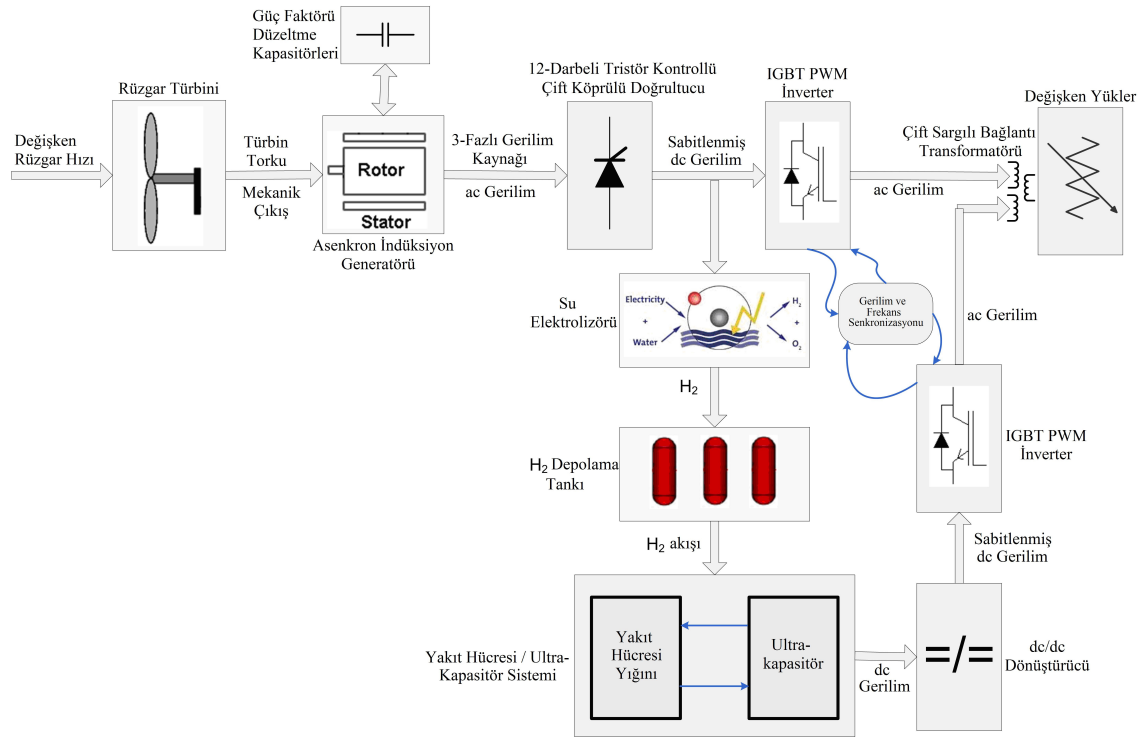 Güç Faktörü
Düzeltme
Kapasitörleri
Rüzgar Türbini
12-Darbeli Tristör Kontrollü
Çift Köprülü Doğrultucu
IGBT PWM
İnverter
Değişken Yükler
Değişken
Rüzgar Hızı
Türbin
Torku
Mekanik
Çıkış
Rotor
Stator
Asenkron İndüksiyon
Generatörü
3-Fazlı Gerilim
Kaynağı
ac Gerilim
Sabitlenmiş
dc Gerilim
ac Gerilim
Çift Sargılı Bağlantı
Transformatörü
Su
Elektrolizörü
Electricity
+
Water
H2
+
O2
Gerilim ve
Frekans
Senkronizasyonu
ac Gerilim
H2
IGBT PWM
İnverter
H2 Depolama
Tankı
H2 akışı
Sabitlenmiş
dc Gerilim
Yakıt Hücresi / Ultra-
Kapasitör Sistemi
Yakıt
Hücresi
Yığını
Ultra-
kapasitör
dc
Gerilim
=/=
dc/dc
Dönüştürücü